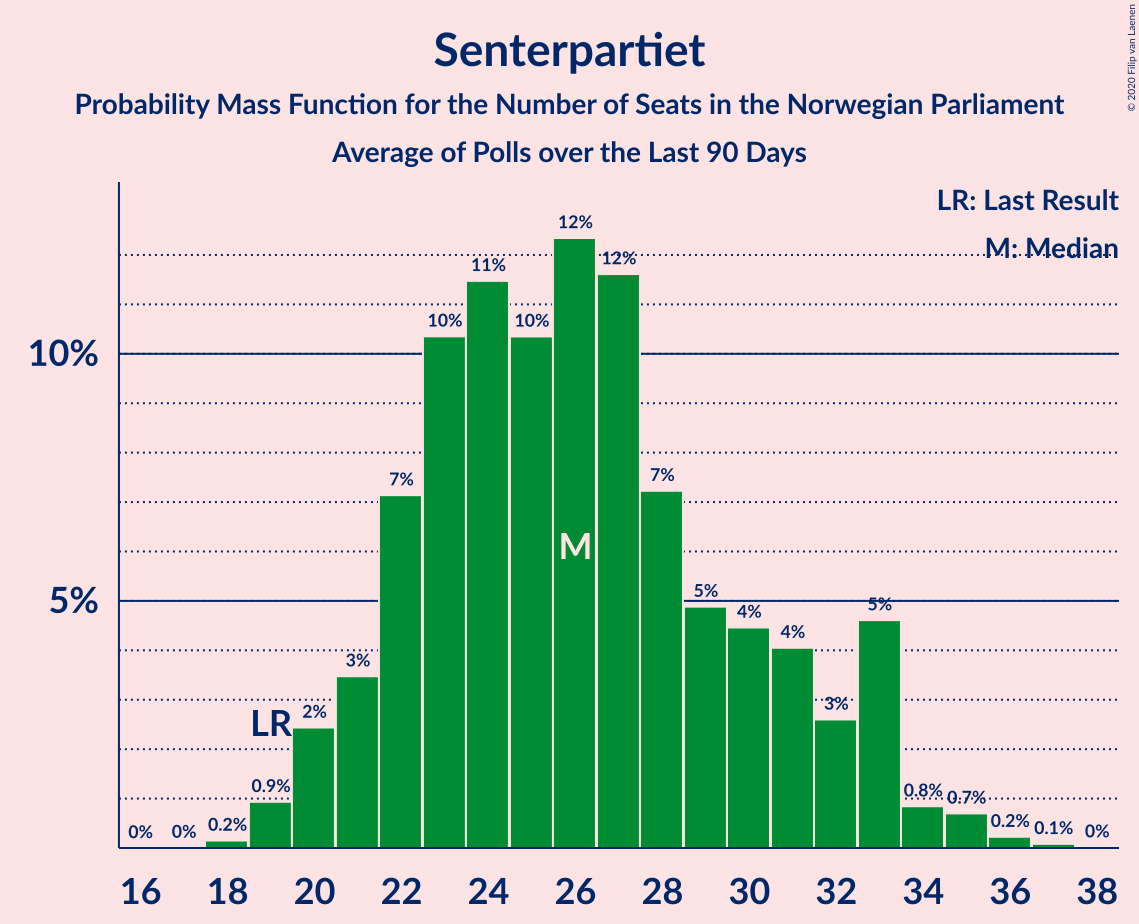 Senterpartiet
Probability Mass Function for the Number of Seats in the Norwegian Parliament
Average of Polls over the Last 90 Days
© 2020 Filip van Laenen
LR: Last Result
M: Median
10%
5%
0%
0%
0.2%
0.9%
LR
2%
3%
7%
10%
11%
10%
12%
M
12%
7%
5%
4%
4%
3%
5%
0.8%
0.7%
0.2%
0.1%
0%
16 18 20 22 24 26 28 30 32 34 36 38